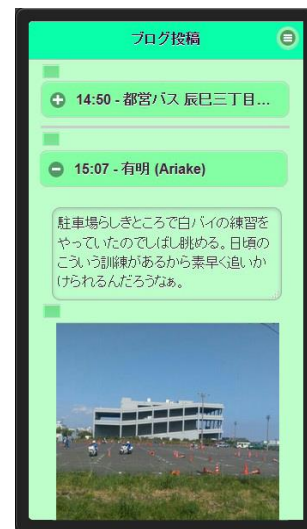 ブログ投稿
14:50 - 都営バス 辰巳三丁目...
15:07 - 有明 (Ariake)
駐車場らしきところで白バイの練習を
やっていたのでしばし眺める。日頃の
こういう訓練があるから素早く追いか
けられるんだろうなぁ。